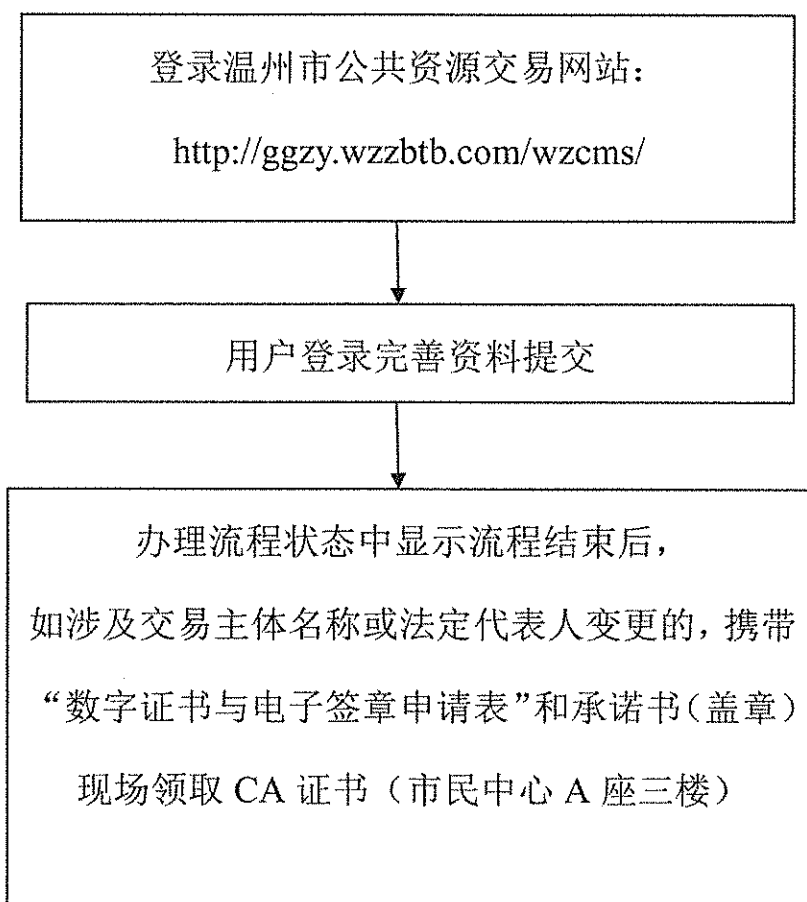 登录温州市公共资源交易网站：
http://ggzy.wzzbtb.com/wzcms/
用户登录完善资料提交
办理流程状态中显示流程结束后，
如涉及交易主体名称或法定代表人变更的，携带
“数字证书与电子签章申请表”和承诺书（盖章）
现场领取 CA 证书（市民中心 A 座三楼）